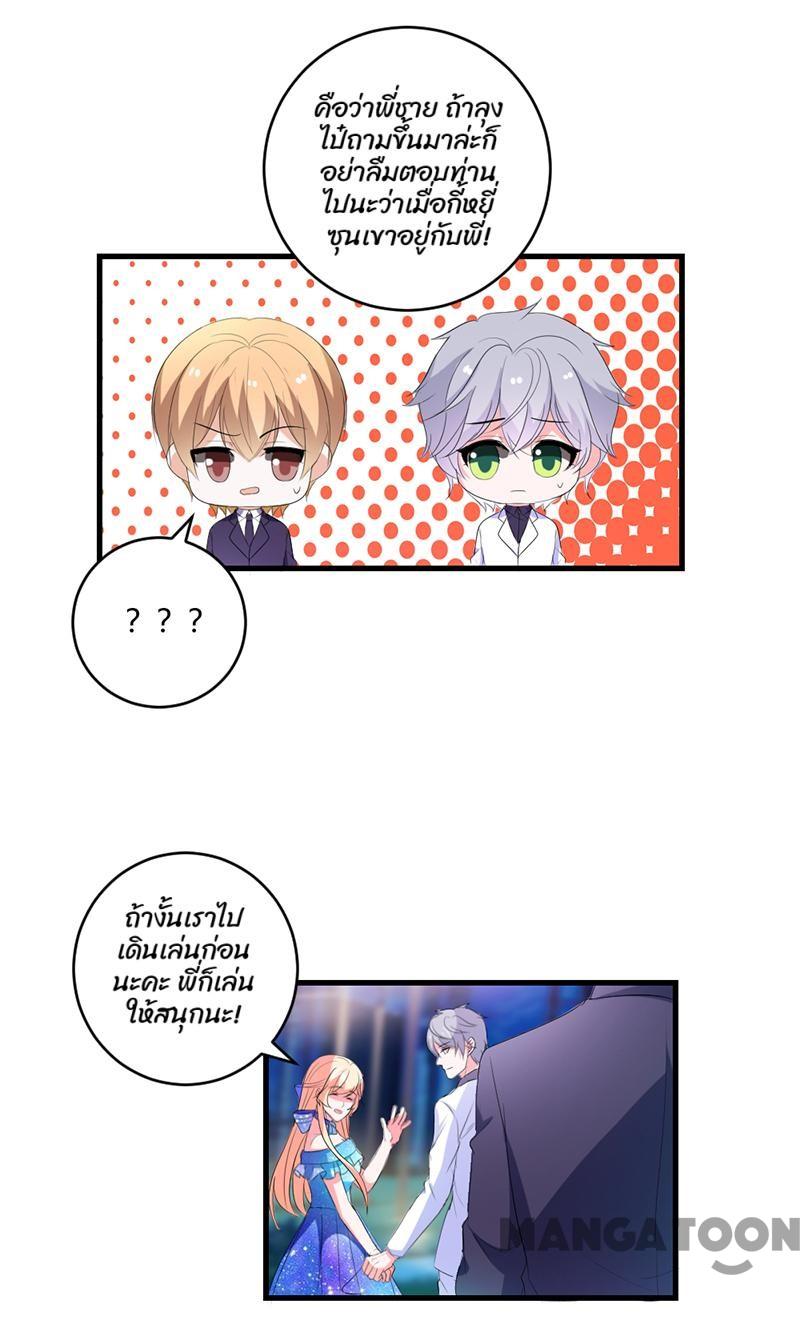 คือว่าพี่ชาย ถ้าลุง
ไป๋ถามขึ้นมาล่ะก็
อย่าลืมตอบท่าน
ไปนะว่าเมื่อกี้หยี่
ซุนเขาอยู่กับพี่!
? ? ?
ถ้างั้นเราไป
เดินเล่นก่อน
นะคะ พี่ก็เล่น
ให้สนุกนะ!
MANGATOON